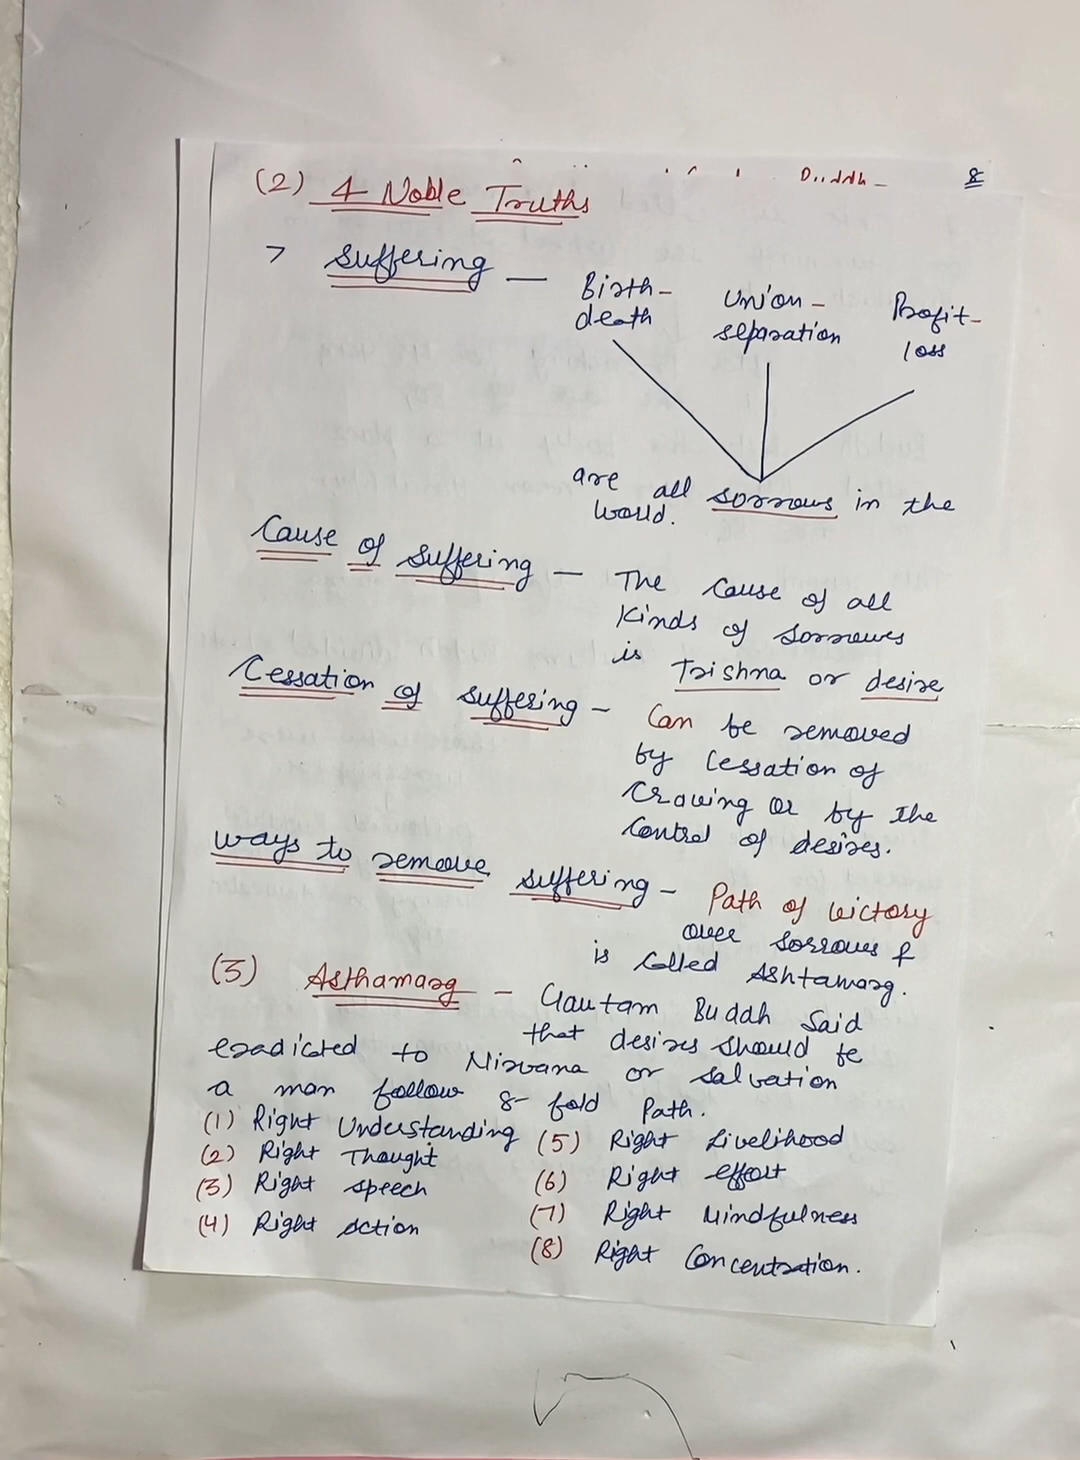 8
(2) 4 Noble Truths
> Suffering — Birth- Union - Profit-
death separation loss
are all sorrows in the
world.
Cause of suffering — The cause of all
kinds of sorrowes
is Trishna or desire
Cessation of suffering — Can be removed
by Cessation of
Craving or by the
Control of desires.
Ways to remove suffering — Path of victory
over sorrows &
is called Ashtamarg.
(3) Asthamarg — Gautam Buddh said
that desires should be
eradicted to Nirvana or salvation
a man follow 8- fold Path.
(1) Right Understanding (5) Right Livelihood
(2) Right Thought (6) Right effort
(3) Right speech (7) Right Mindfulness
(4) Right action (8) Right Concentration.